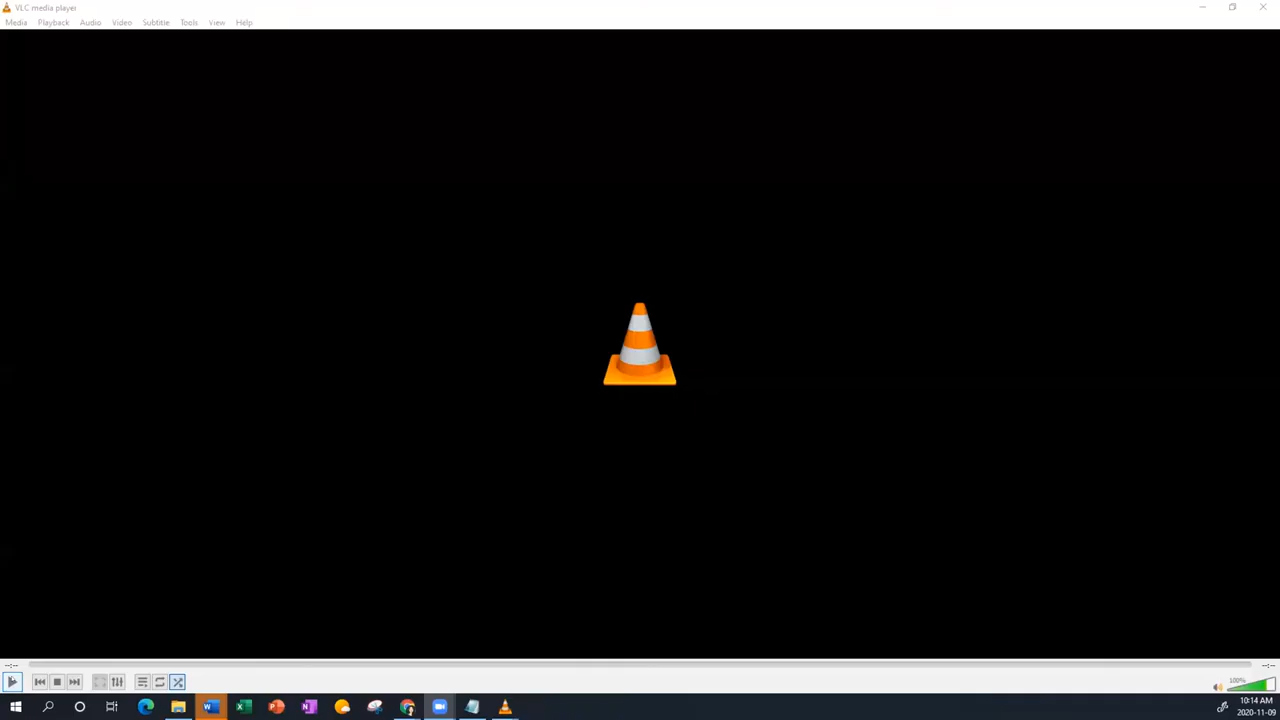 VLC media player
Media Playback Audio Video Subtitle Tools View Help
--:-- --:--
100%
10:14 AM
2020-11-09